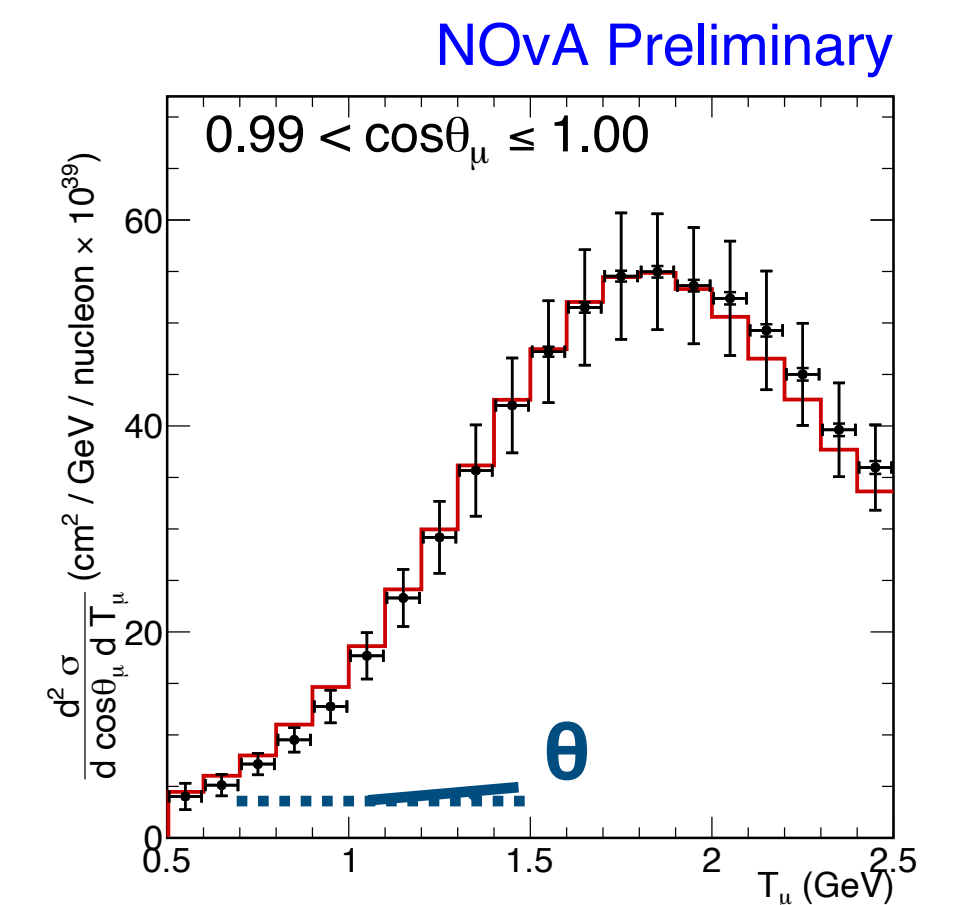 NOvA Preliminary
0.99 < cosθμ ≤ 1.00
d² σ
d cosθμ d Tμ
(cm² / GeV / nucleon × 10³⁹)
60
40
20
0
θ
0.5 1 1.5 2 2.5
Tμ (GeV)